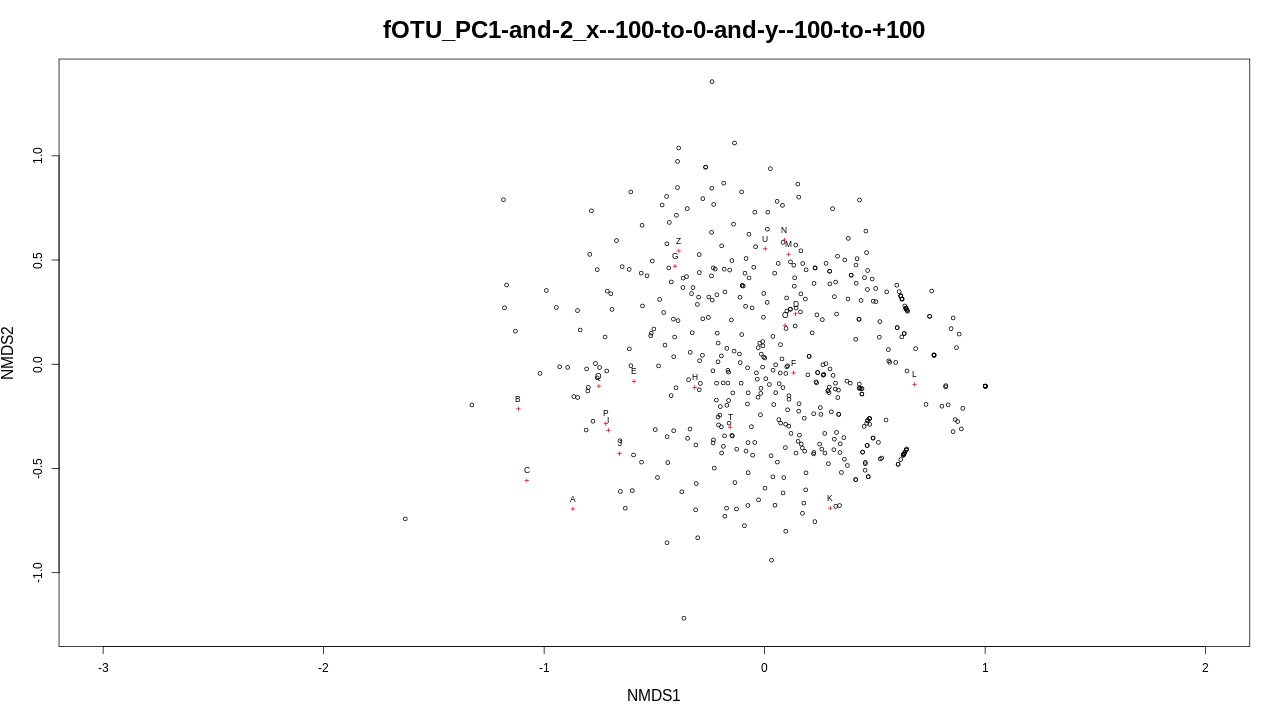 fOTU_PC1-and-2_x--100-to-0-and-y--100-to-+100
NMDS2
1.0
0.5
0.0
-0.5
-1.0
Z
G
U
N
M
D
O
F
E
H
L
B
P
T
C
A
K
-3
-2
-1
0
1
2
NMDS1